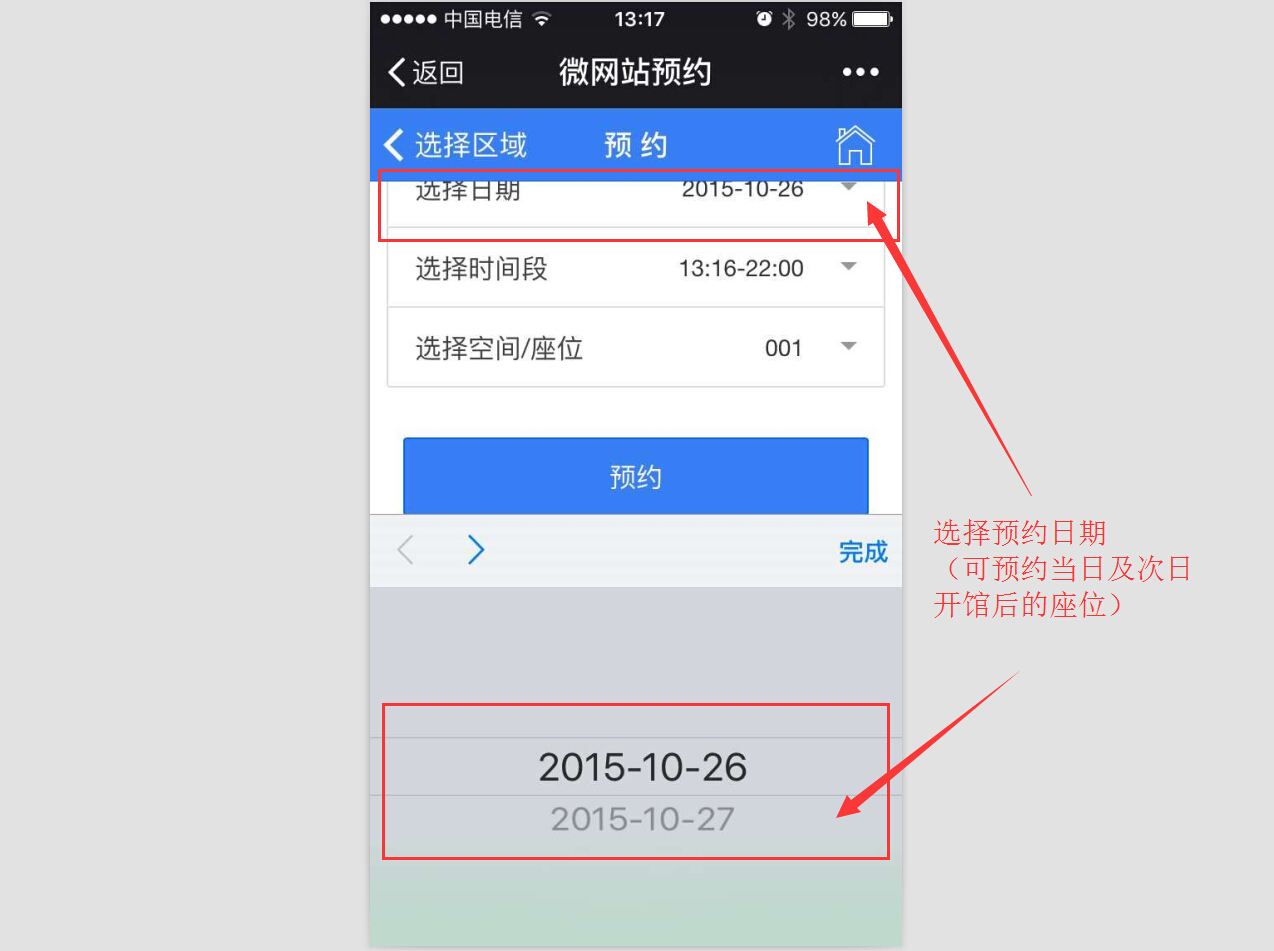 中国电信 13:17 98%
返回 微网站预约
选择区域 预 约
选择日期 2015-10-26
选择时间段 13:16-22:00
选择空间/座位 001
预约
完成
选择预约日期
（可预约当日及次日
开馆后的座位）
2015-10-26
2015-10-27